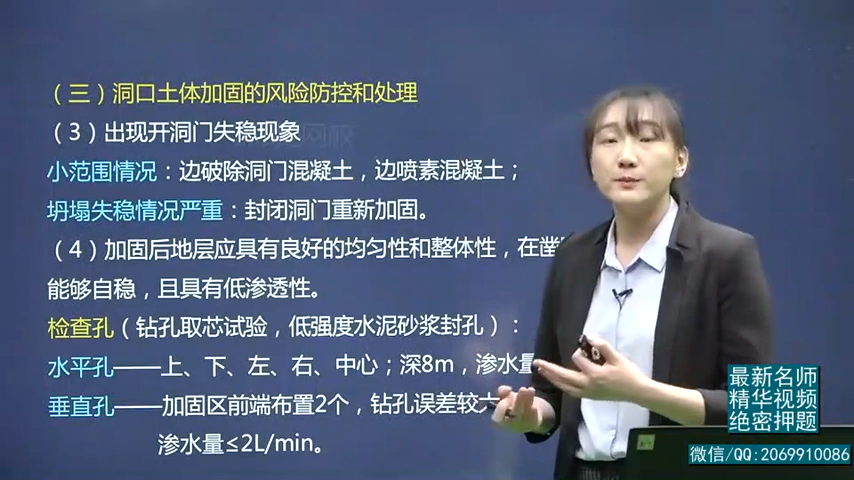 （三）洞口土体加固的风险防控和处理
（3）出现开洞门失稳现象
小范围情况：边破除洞门混凝土，边喷素混凝土；
坍塌失稳情况严重：封闭洞门重新加固。
（4）加固后地层应具有良好的均匀性和整体性，在凿
能够自稳，且具有低渗透性。
检查孔（钻孔取芯试验，低强度水泥砂浆封孔）：
水平孔——上、下、左、右、中心；深8m，渗水量
垂直孔——加固区前端布置2个，钻孔误差较大
渗水量≤2L/min。
最新名师
精华视频
绝密押题
微信/QQ:2069910086